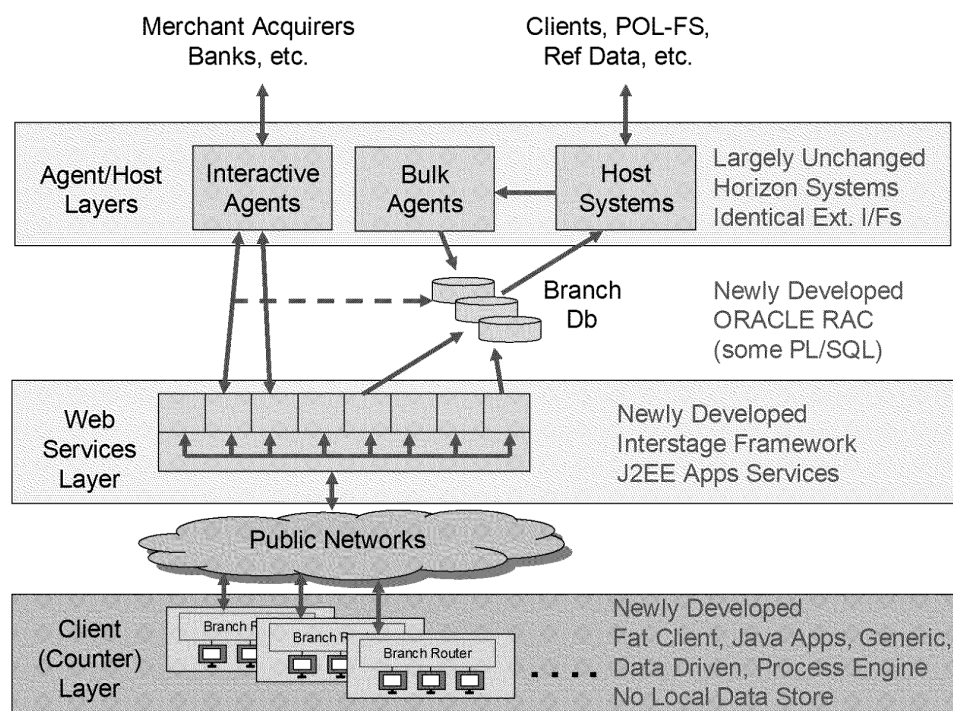 Merchant Acquirers
Banks, etc.
Clients, POL-FS,
Ref Data, etc.
Agent/Host
Layers
Interactive
Agents
Bulk
Agents
Host
Systems
Largely Unchanged
Horizon Systems
Identical Ext. I/Fs
Branch
Db
Newly Developed
ORACLE RAC
(some PL/SQL)
Web
Services
Layer
Newly Developed
Interstage Framework
J2EE Apps Services
Public Networks
Client
(Counter)
Layer
Branch R
Branch R
Branch Router
Newly Developed
Fat Client, Java Apps, Generic,
Data Driven, Process Engine
No Local Data Store